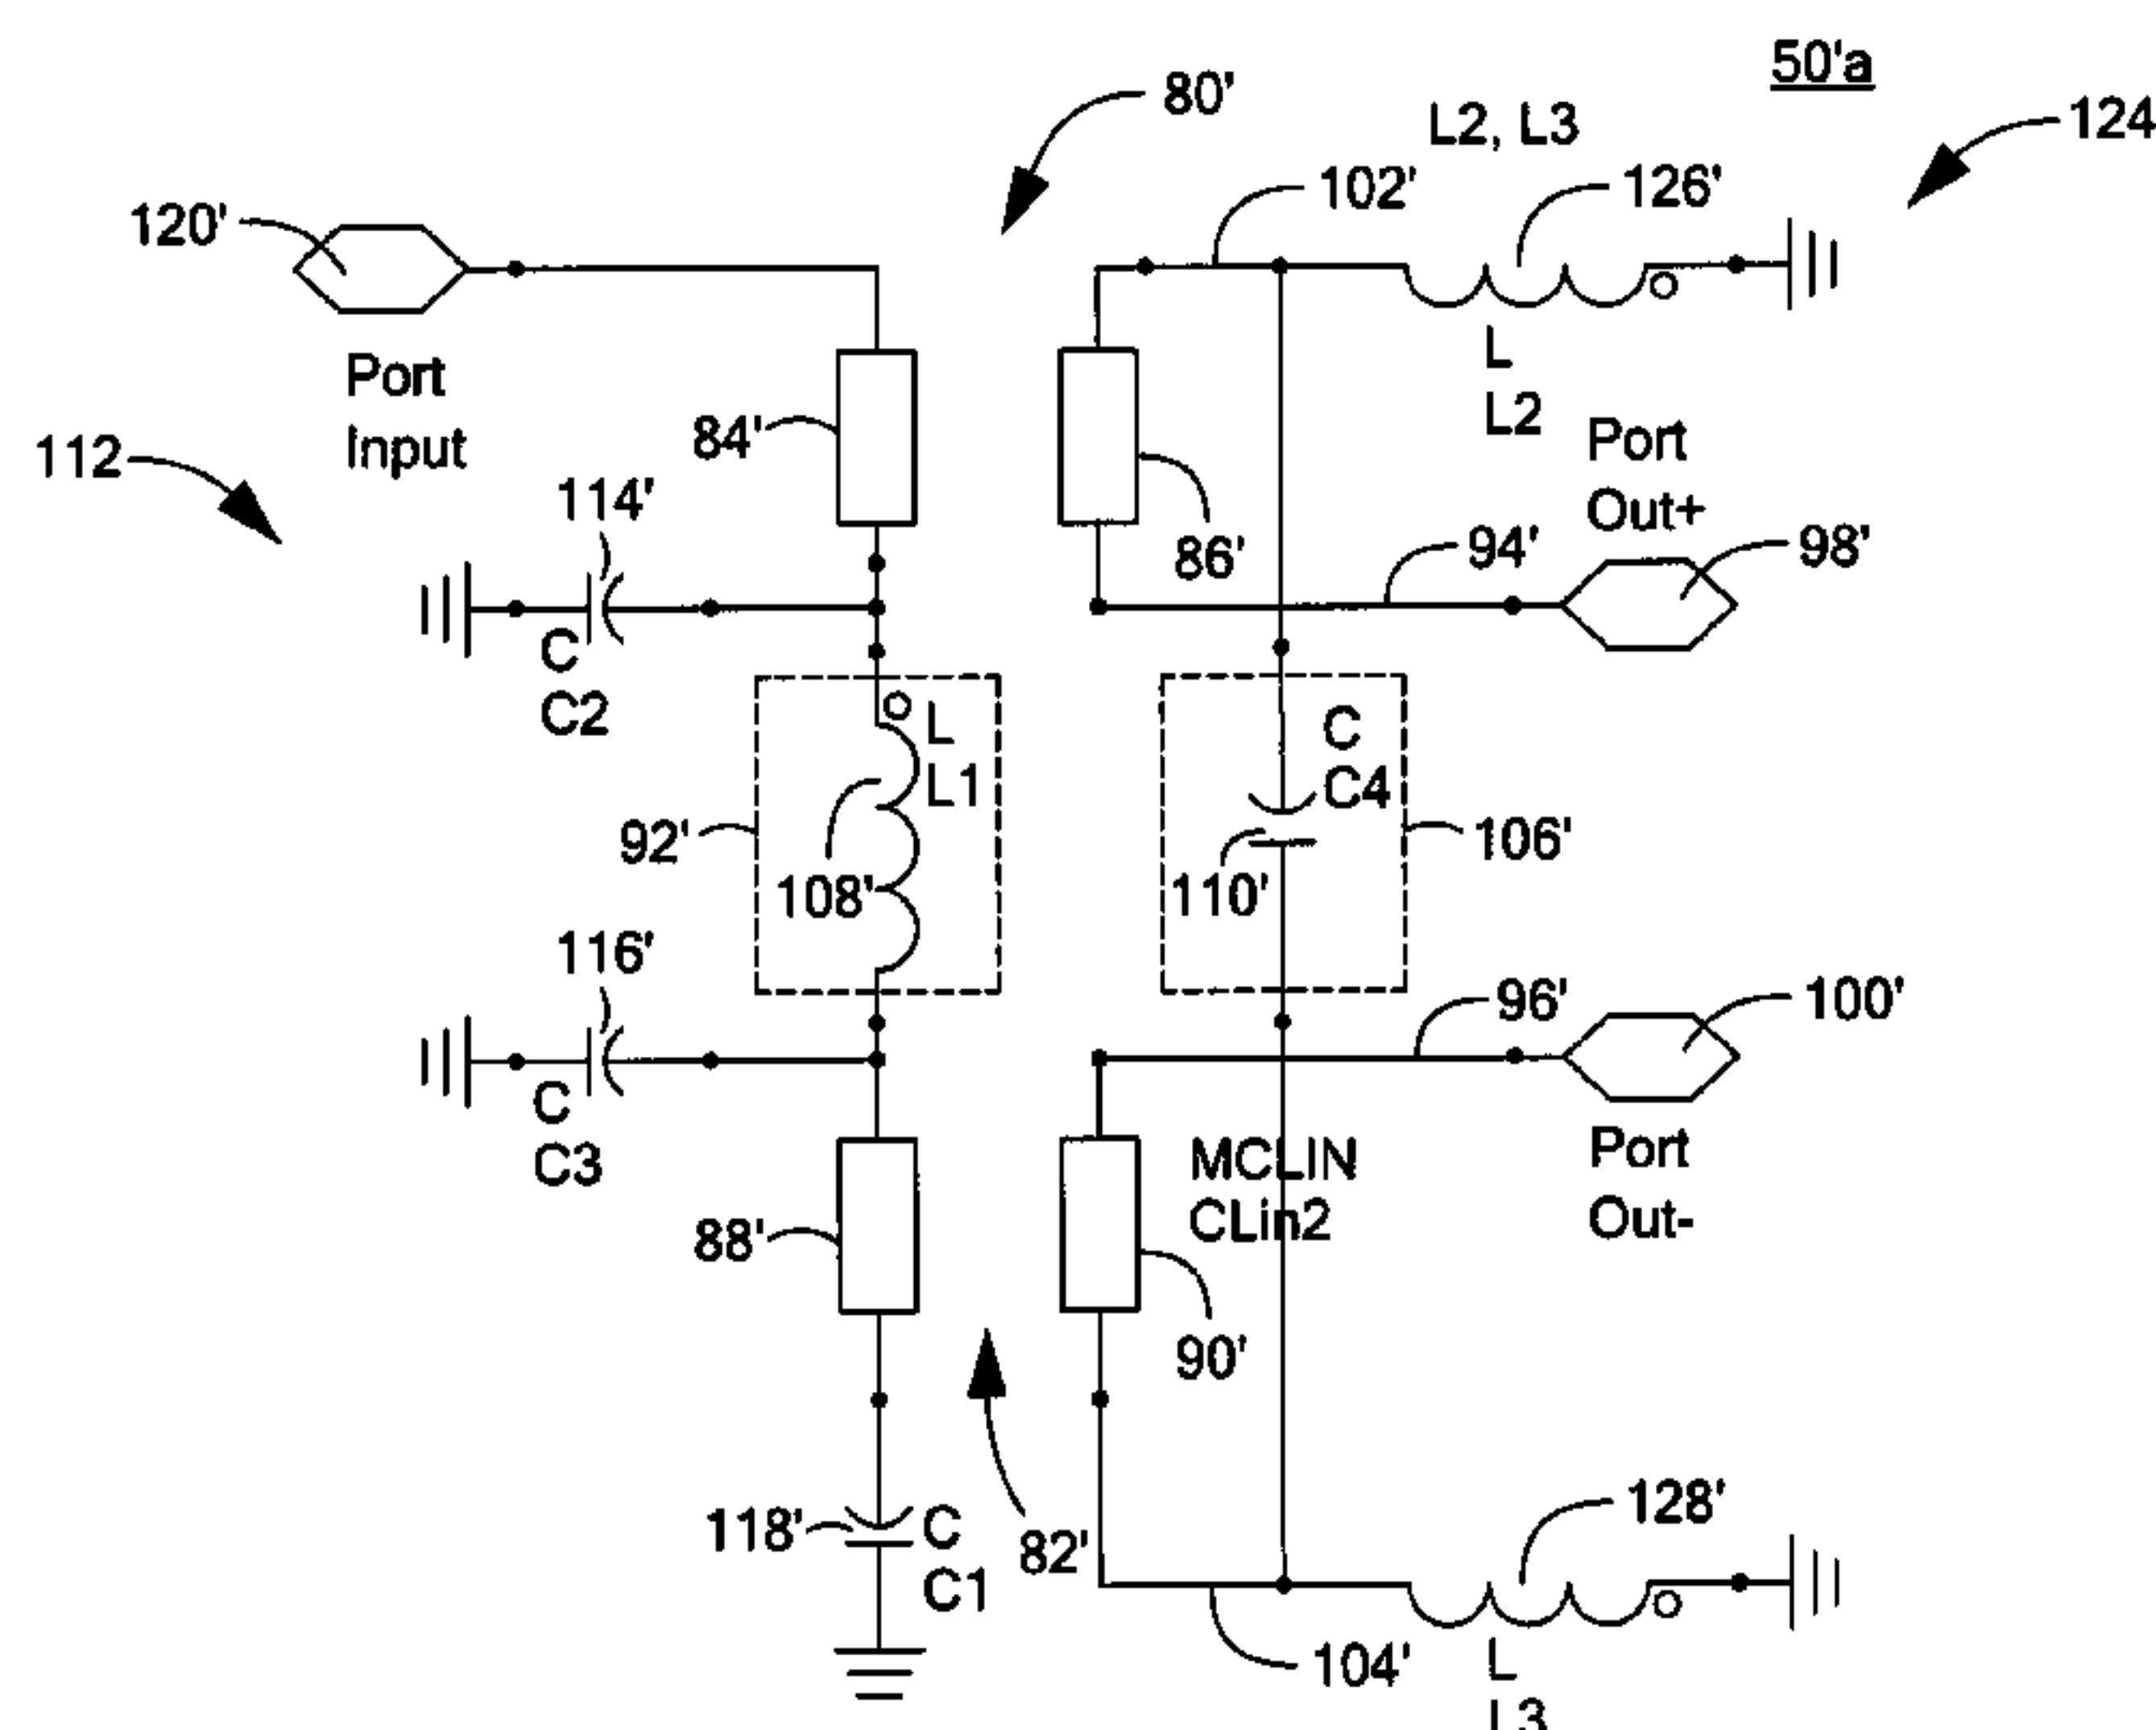 50'a
80'
124
L2, L3
102'
126'
120'
Port
Input
L
L2
84'
112
114'
Port
Out+
86'
94'
98'
C
C2
L
L1
C
C4
92'
108'
110'
106'
116'
96'
100'
C
C3
MCLIN
CLin2
Port
Out-
88'
90'
118'
C
C1
82'
128'
104'
L
L3